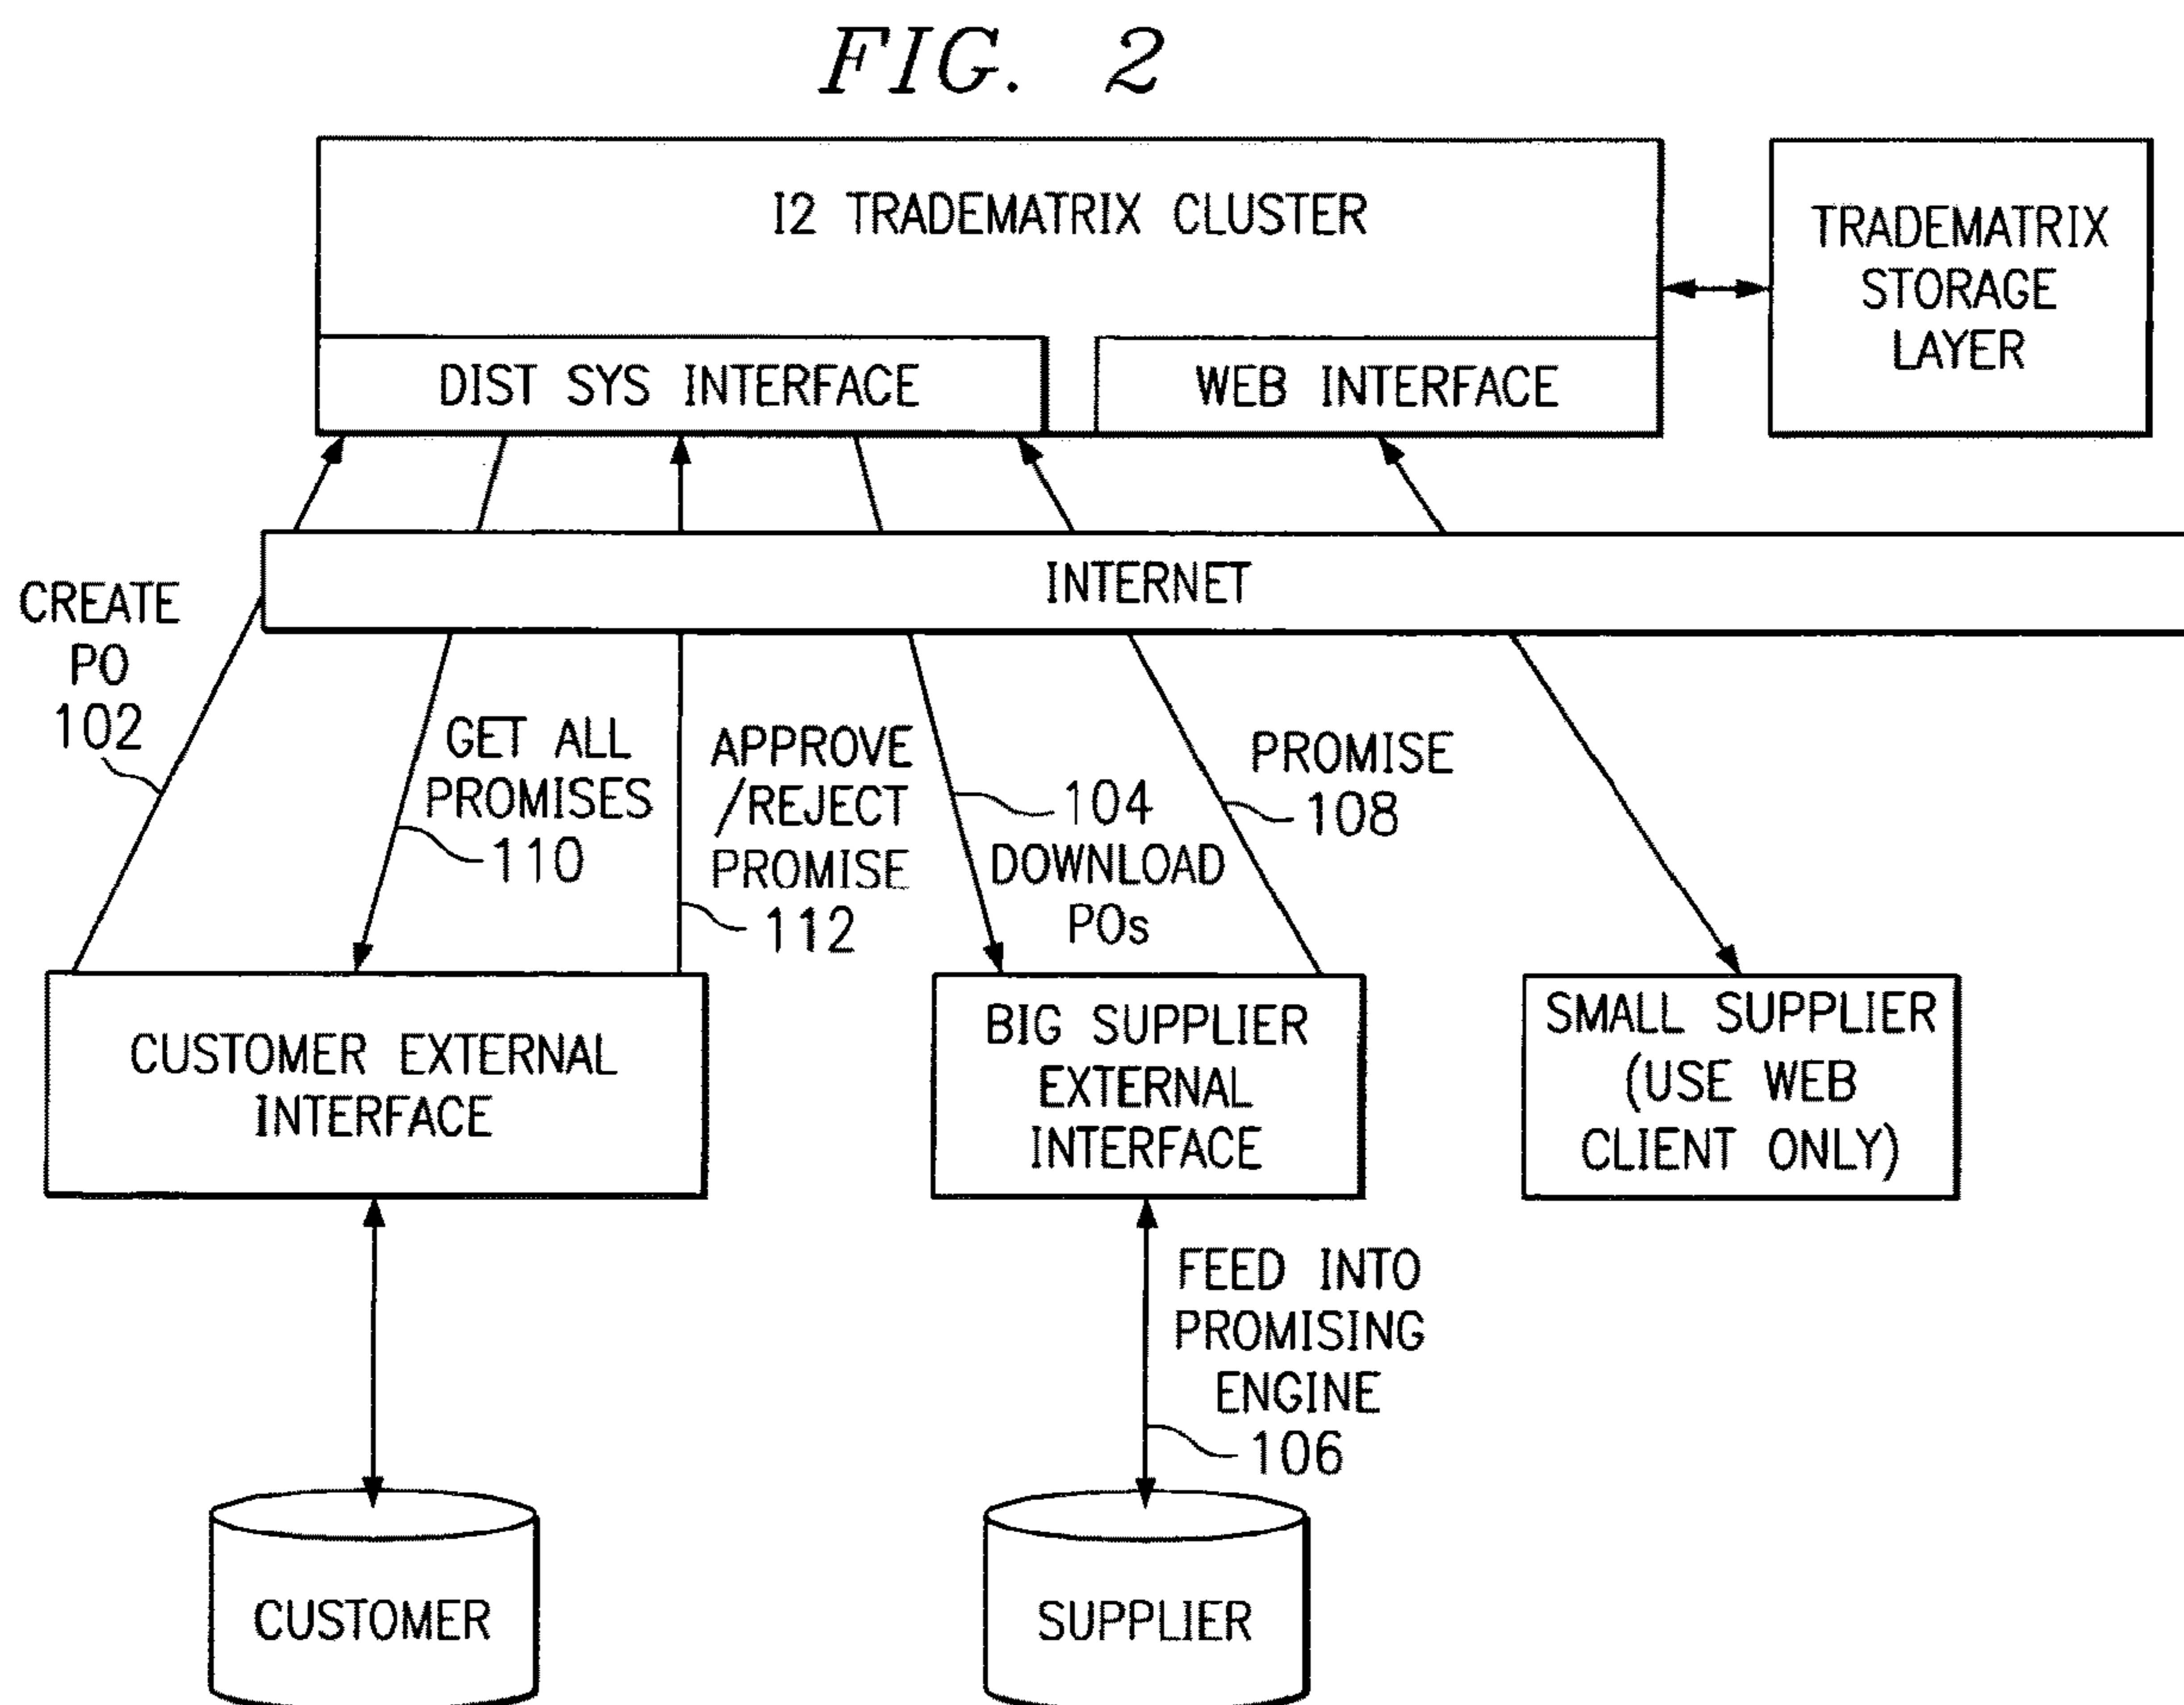 FIG. 2
I2 TRADEMATRIX CLUSTER
TRADEMATRIX
STORAGE
LAYER
DIST SYS INTERFACE
WEB INTERFACE
INTERNET
CREATE
PO
102
GET ALL
PROMISES
110
APPROVE
/REJECT
PROMISE
112
104
DOWNLOAD
POs
PROMISE
108
CUSTOMER EXTERNAL
INTERFACE
BIG SUPPLIER
EXTERNAL
INTERFACE
SMALL SUPPLIER
(USE WEB
CLIENT ONLY)
FEED INTO
PROMISING
ENGINE
106
CUSTOMER
SUPPLIER